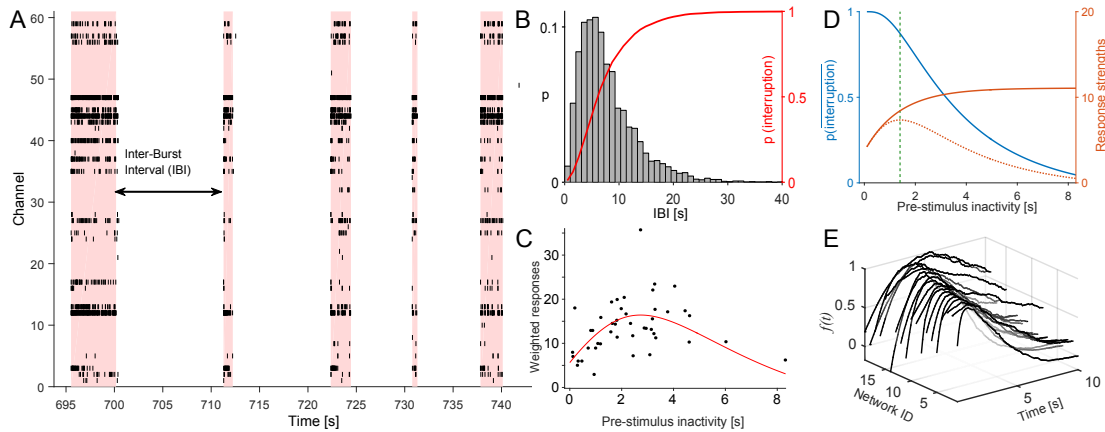 A
60
50
40
30
20
10
0
Channel
Inter-Burst
Interval (IBI)
695 700 705 710 715 720 725 730 735 740
Time [s]
B
0.1
p
0
1
0.5
0
p (interruption)
0 10 20 30 40
IBI [s]
C
40
30
20
10
0
Weighted responses
0 2 4 6 8
Pre-stimulus inactivity [s]
D
1
0.5
0
p(interruption)
20
10
0
Response strengths
0 2 4 6 8
Pre-stimulus inactivity [s]
E
1
0.5
0
f(t)
15
10
5
Network ID
5
10
Time [s]